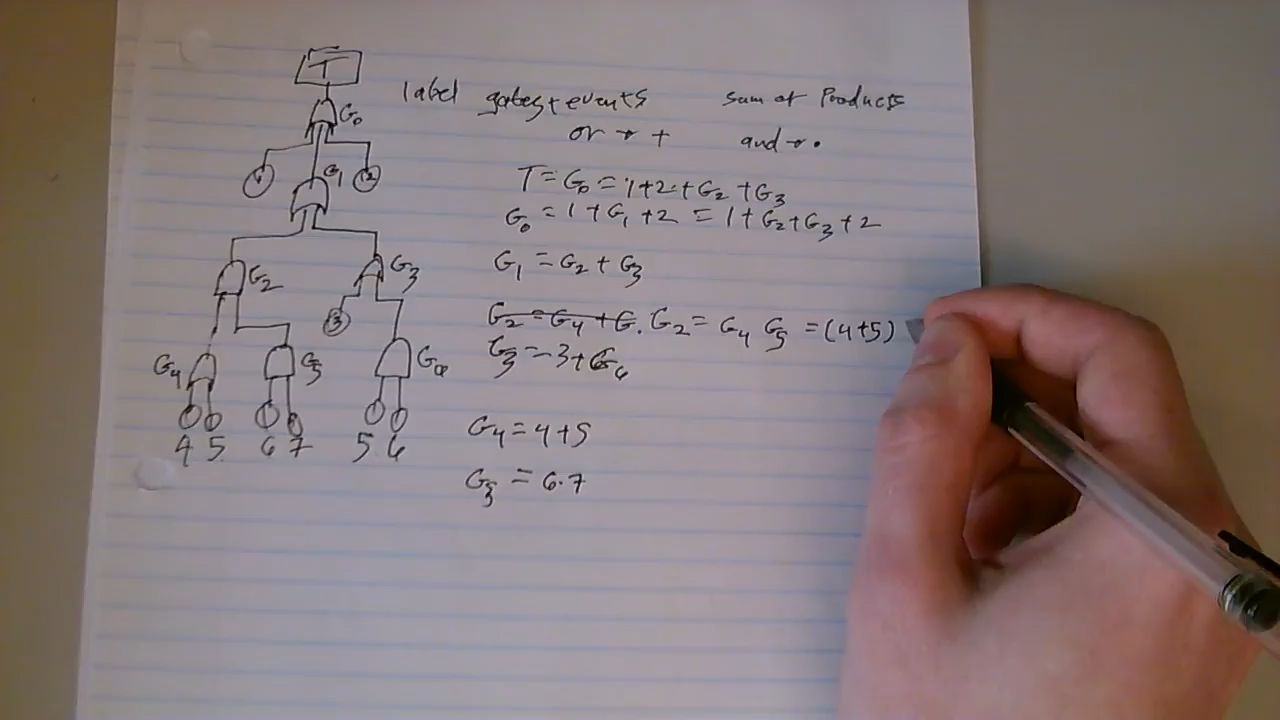 T
label gates + events sum of Products
or → + and → •
G0
1 G1 2
T = G0 = 1+2+G2+G3
G0 = 1+G1+2 = 1+G2+G3+2
G2 G3
G1 = G2+G3
3
G2 = G4+G. G2 = G4 G5 = (4+5)
G3 = 3+G6
G4 G5 G6
4 5 6 7 5 6
G4 = 4+5
G5 = 6.7